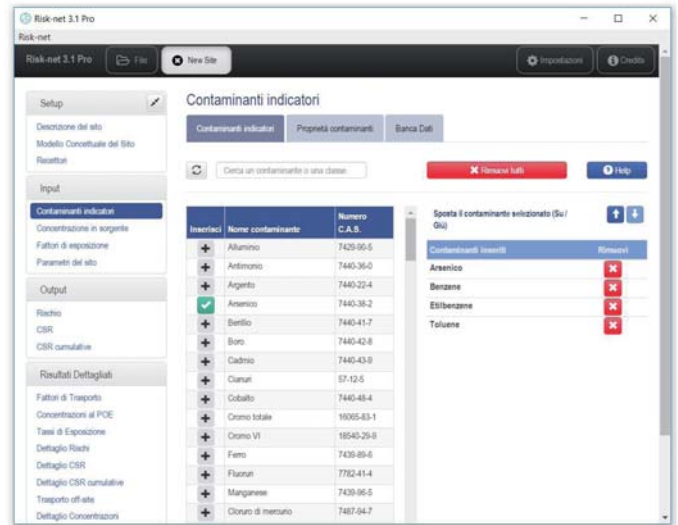 Risk-net 3.1 Pro
Risk-net
Risk-net 3.1 Pro
File
New Site
Impostazioni
Credits
Setup
Descrizione del sito
Modello Concettuale del Sito
Recettori
Input
Contaminanti indicatori
Concentrazione in sorgente
Fattori di esposizione
Parametri del sito
Output
Rischio
CSR
CSR cumulative
Risultati Dettagliati
Fattori di Trasporto
Concentrazioni al POE
Tassi di Esposizione
Dettaglio Rischi
Dettaglio CSR
Dettaglio CSR cumulative
Trasporto off-site
Dettaglio Concentrazioni
Contaminanti indicatori
Contaminanti indicatori Proprietà contaminanti Banca Dati
Cerca un contaminante o una classe
Rimuovi tutti
Help
Inserisci Nome contaminante Numero C.A.S.
Alluminio 7429-90-5
Antimonio 7440-36-0
Argento 7440-22-4
Arsenico 7440-38-2
Berillio 7440-41-7
Boro 7440-42-8
Cadmio 7440-43-9
Cianuri 57-12-5
Cobalto 7440-48-4
Cromo totale 16065-83-1
Cromo VI 18540-29-9
Ferro 7439-89-6
Fluoruri 7782-41-4
Manganese 7439-96-5
Cloruro di mercurio 7487-94-7
Sposta il contaminante selezionato (Su /
Giù)
Contaminanti inseriti Rimuovi
Arsenico
Benzene
Etilbenzene
Toluene